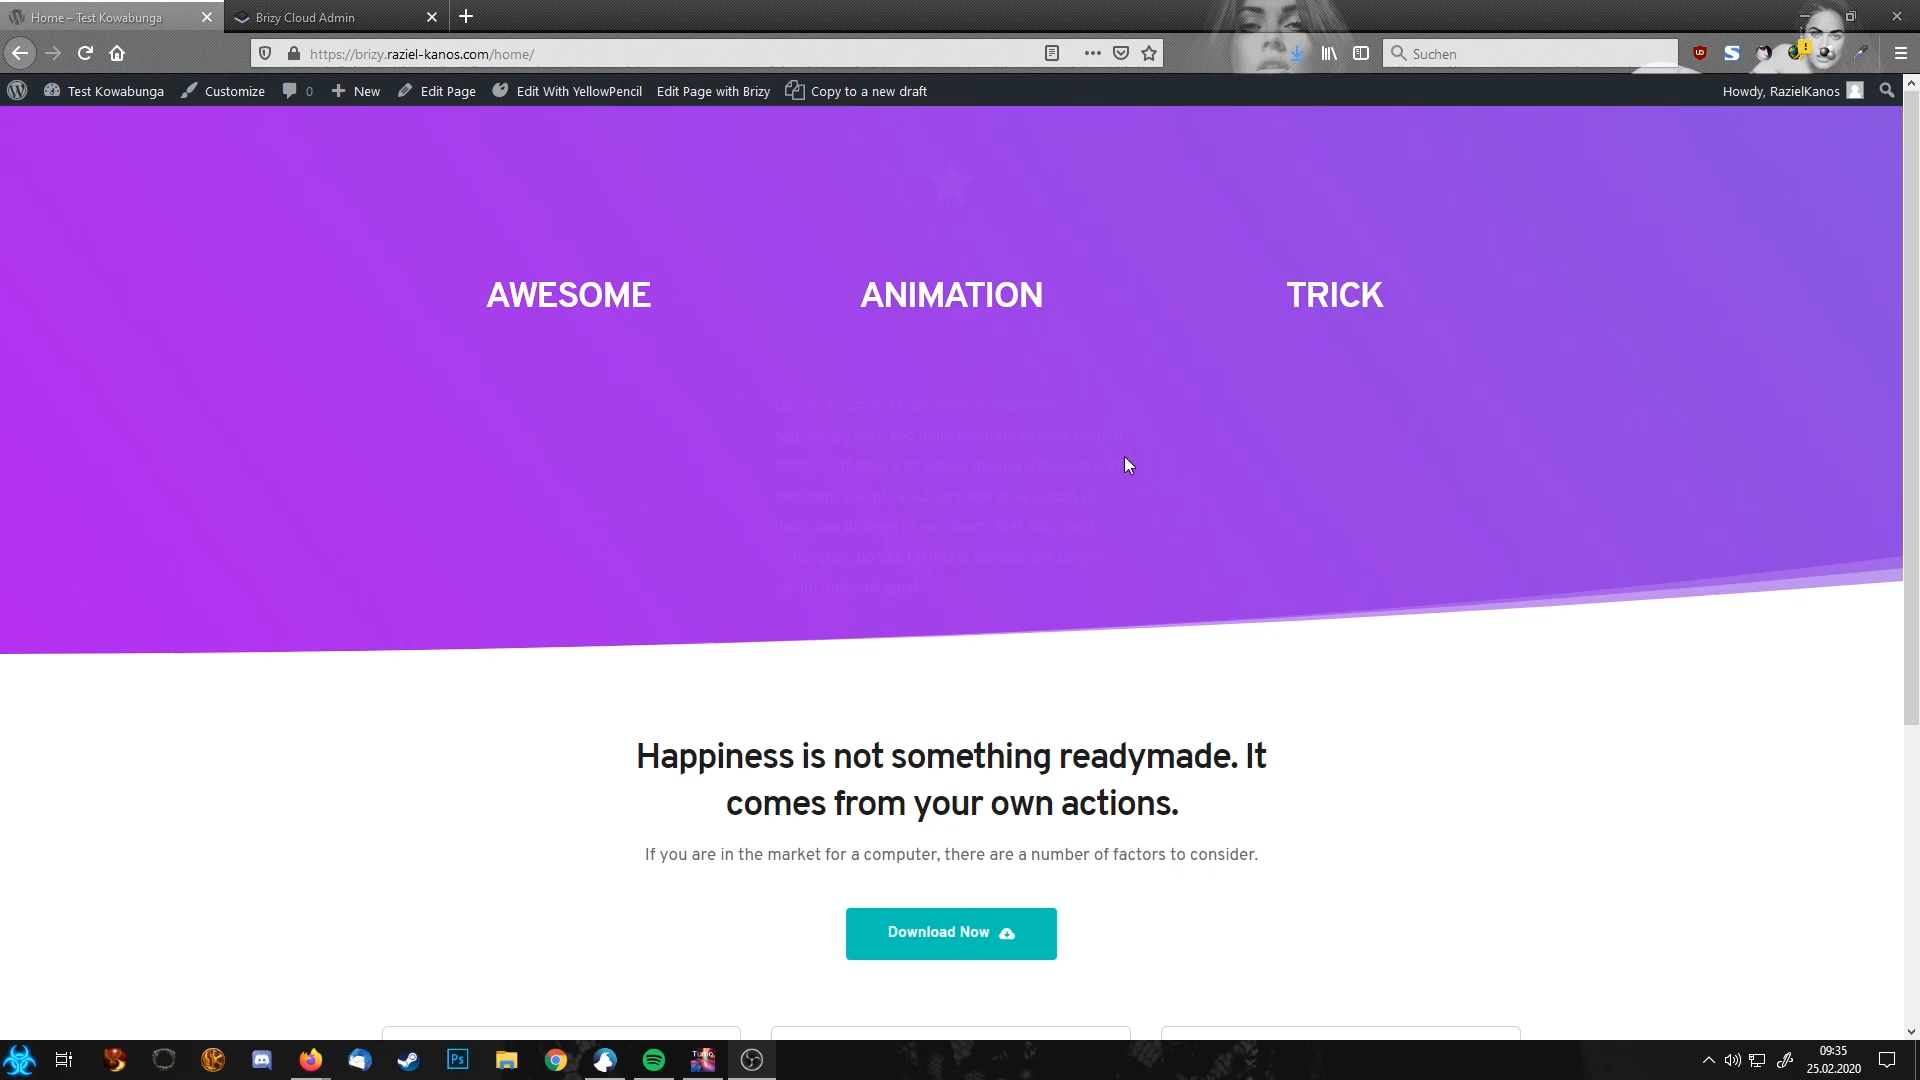 Home – Test Kowabunga
Brizy Cloud Admin
https://brizy.raziel-kanos.com/home/
Suchen
Test Kowabunga
Customize
0
New
Edit Page
Edit With YellowPencil
Edit Page with Brizy
Copy to a new draft
Howdy, RazielKanos
AWESOME
ANIMATION
TRICK
Happiness is not something readymade. It
comes from your own actions.
If you are in the market for a computer, there are a number of factors to consider.
Download Now
Ps
09:35
25.02.2020